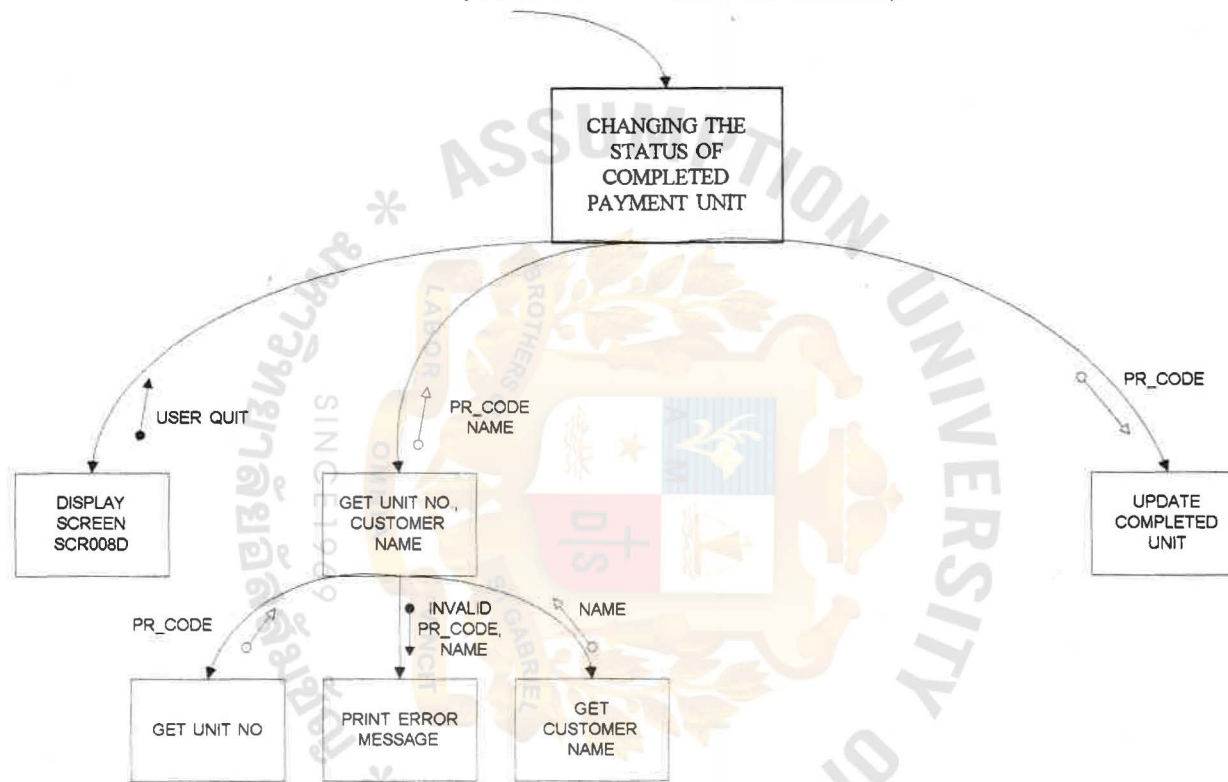 CHANGING THE
STATUS OF
COMPLETED
PAYMENT UNIT
USER QUIT
PR_CODE
NAME
PR_CODE
DISPLAY
SCREEN
SCR008D
GET UNIT NO.,
CUSTOMER
NAME
UPDATE
COMPLETED
UNIT
PR_CODE
INVALID
PR_CODE,
NAME
NAME
GET UNIT NO
PRINT ERROR
MESSAGE
GET
CUSTOMER
NAME
* ASSUMPTION UNIVERSITY OF
SINCE1969
LABOR
OMNIA
VINCIT
BROTHERS
ST GABRIEL
A M
D S